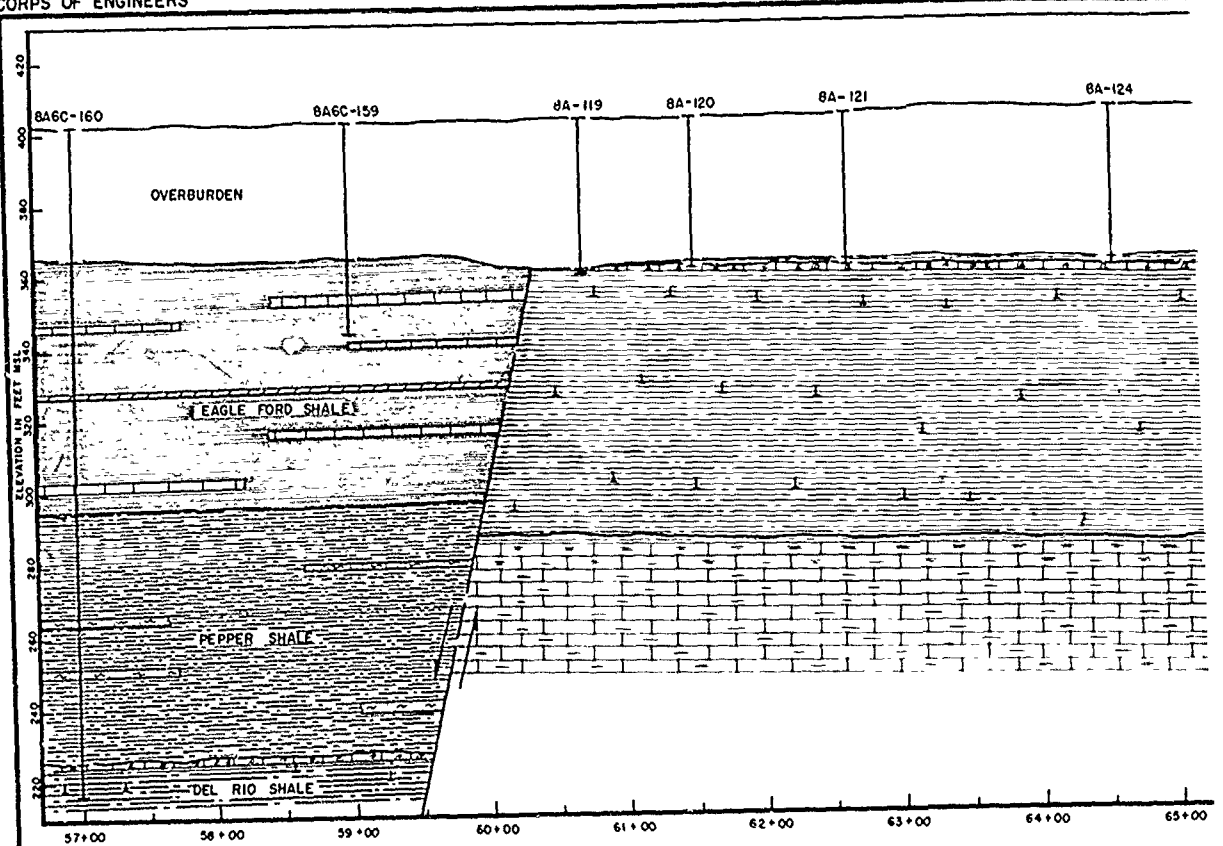 CORPS OF ENGINEERS
420
400
380
360
340
320
300
280
260
240
220
ELEVATION IN FEET MSL
8A6C-160
8A6C-159
8A-119
8A-120
8A-121
8A-124
OVERBURDEN
EAGLE FORD SHALE
PEPPER SHALE
DEL RIO SHALE
57+00
58+00
59+00
60+00
61+00
62+00
63+00
64+00
65+00